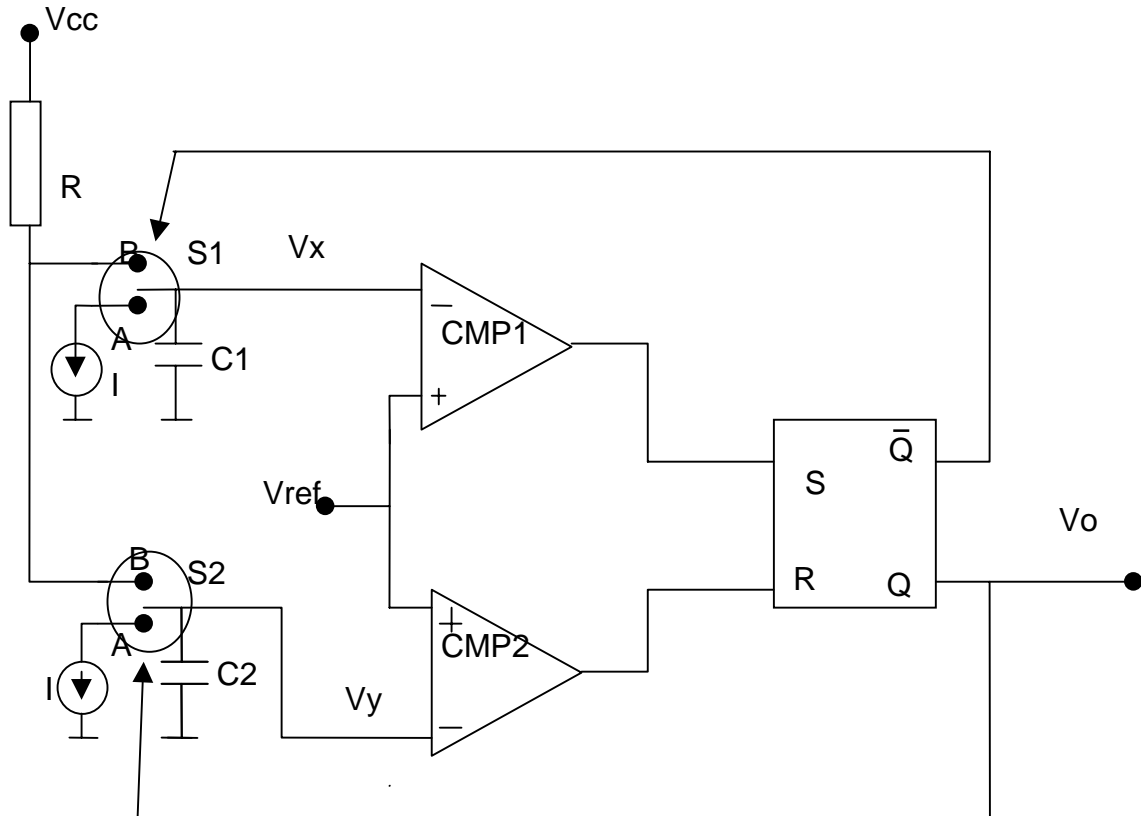 Vcc
R
B
S1
Vx
−
CMP1
A
C1
I
+
Q̄
S
Vref
Vo
B
S2
R
Q
+
A
CMP2
C2
I
Vy
−